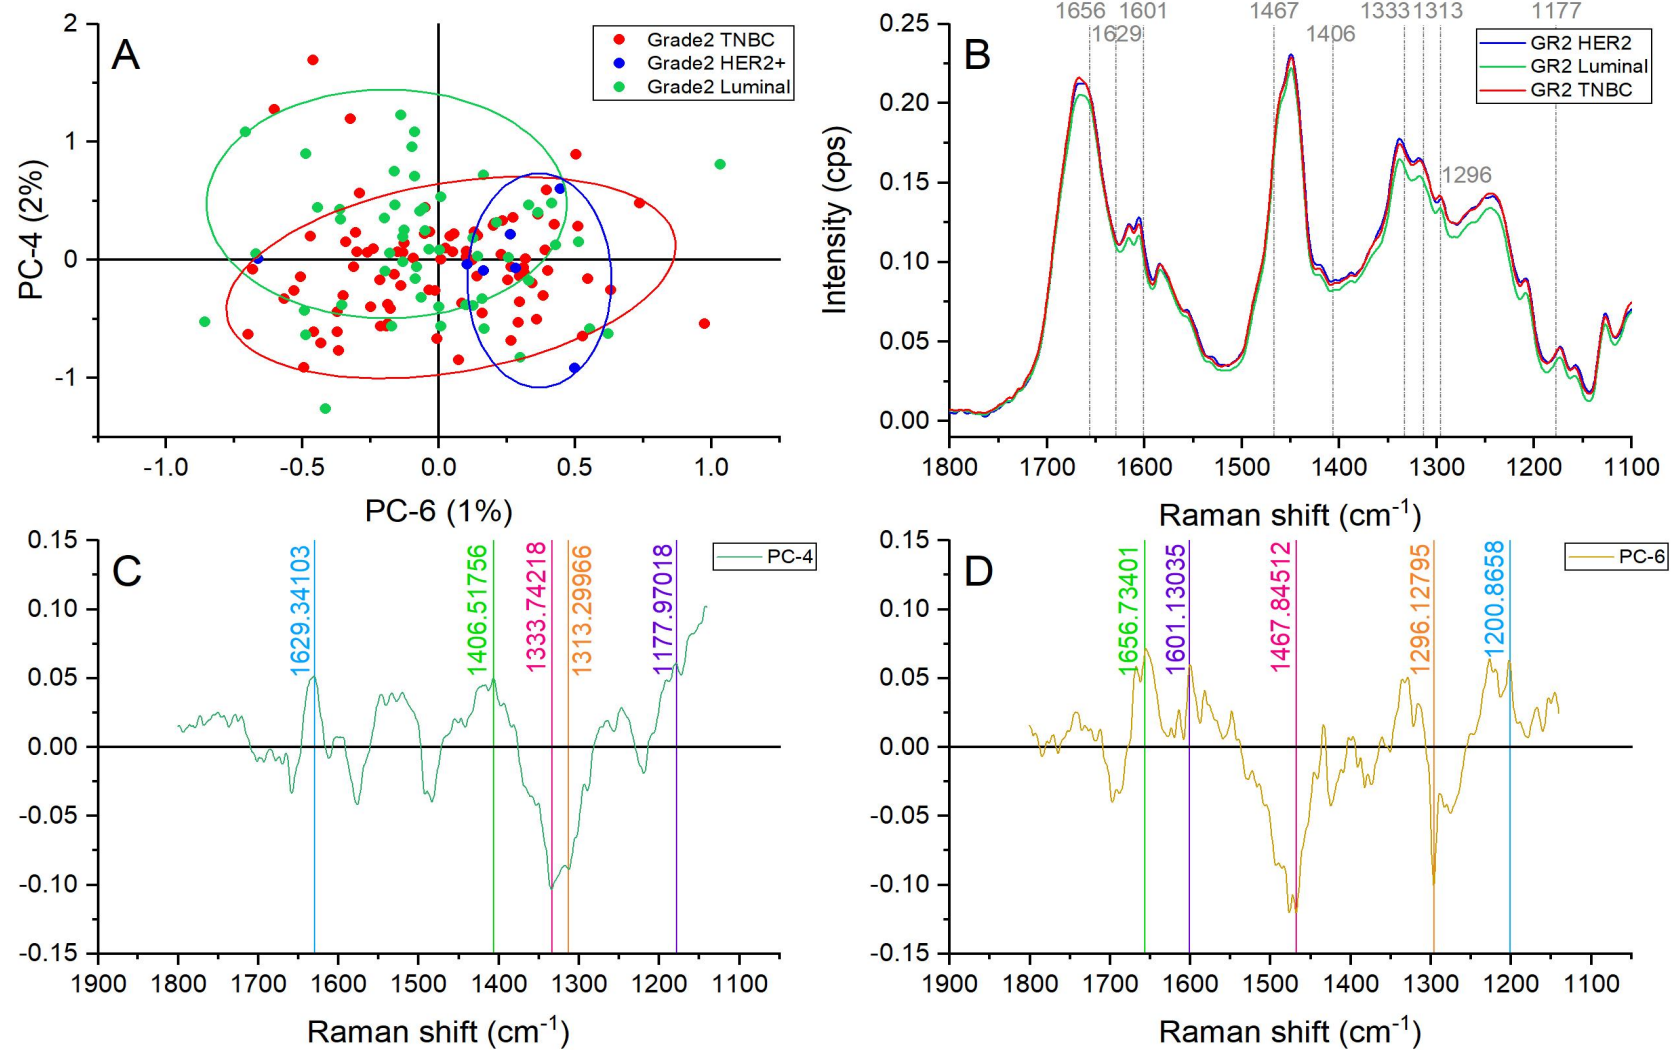 A
Grade2 TNBC
Grade2 HER2+
Grade2 Luminal
2
1
0
-1
PC-4 (2%)
-1.0 -0.5 0.0 0.5 1.0
PC-6 (1%)
B
1656 1601 1467 1333 1313 1177
1629 1406
1296
GR2 HER2
GR2 Luminal
GR2 TNBC
0.25
0.20
0.15
0.10
0.05
0.00
Intensity (cps)
1800 1700 1600 1500 1400 1300 1200 1100
Raman shift (cm-1)
C
PC-4
1629.34103
1406.51756
1333.74218
1313.29966
1177.97018
0.15
0.10
0.05
0.00
-0.05
-0.10
-0.15
1900 1800 1700 1600 1500 1400 1300 1200 1100
Raman shift (cm-1)
D
PC-6
1656.73401
1601.13035
1467.84512
1296.12795
1200.8658
0.15
0.10
0.05
0.00
-0.05
-0.10
-0.15
1900 1800 1700 1600 1500 1400 1300 1200 1100
Raman shift (cm-1)